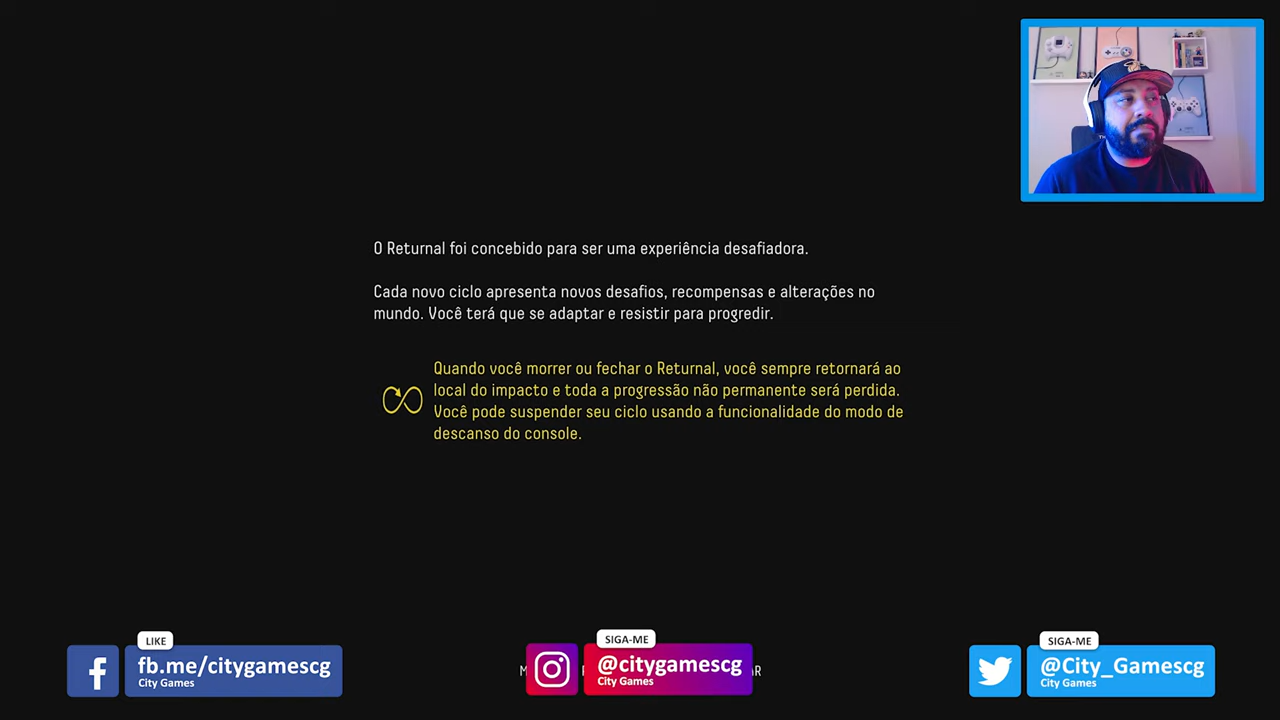 O Returnal foi concebido para ser uma experiência desafiadora.
Cada novo ciclo apresenta novos desafios, recompensas e alterações no
mundo. Você terá que se adaptar e resistir para progredir.
Quando você morrer ou fechar o Returnal, você sempre retornará ao
local do impacto e toda a progressão não permanente será perdida.
Você pode suspender seu ciclo usando a funcionalidade do modo de
descanso do console.
LIKE
fb.me/citygamescg
City Games
SIGA-ME
@citygamescg
City Games
SIGA-ME
@City_Gamescg
City Games